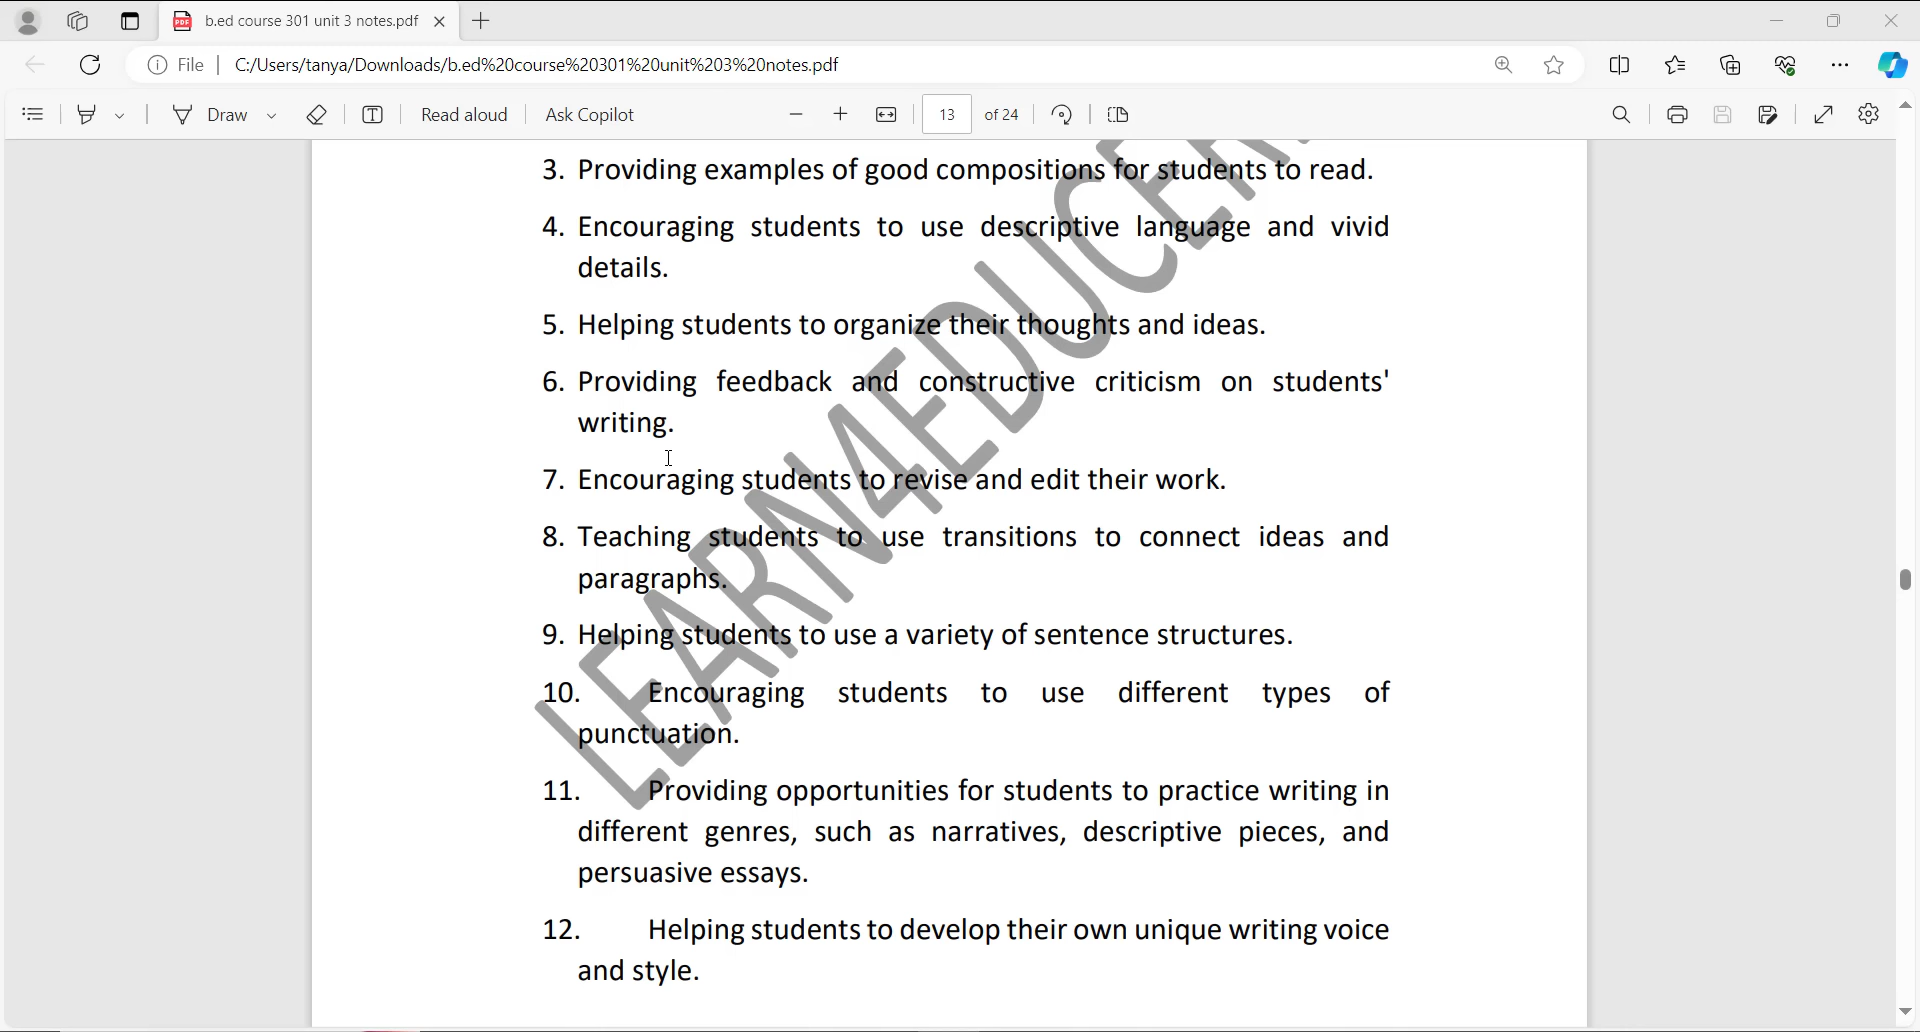 b.ed course 301 unit 3 notes.pdf
File
C:/Users/tanya/Downloads/b.ed%20course%20301%20unit%203%20notes.pdf
Draw
Read aloud
Ask Copilot
13
of 24
3. Providing examples of good compositions for students to read.
4. Encouraging students to use descriptive language and vivid
details.
5. Helping students to organize their thoughts and ideas.
6. Providing feedback and constructive criticism on students'
writing.
7. Encouraging students to revise and edit their work.
8. Teaching students to use transitions to connect ideas and
paragraphs.
9. Helping students to use a variety of sentence structures.
10. Encouraging students to use different types of
punctuation.
11. Providing opportunities for students to practice writing in
different genres, such as narratives, descriptive pieces, and
persuasive essays.
12. Helping students to develop their own unique writing voice
and style.